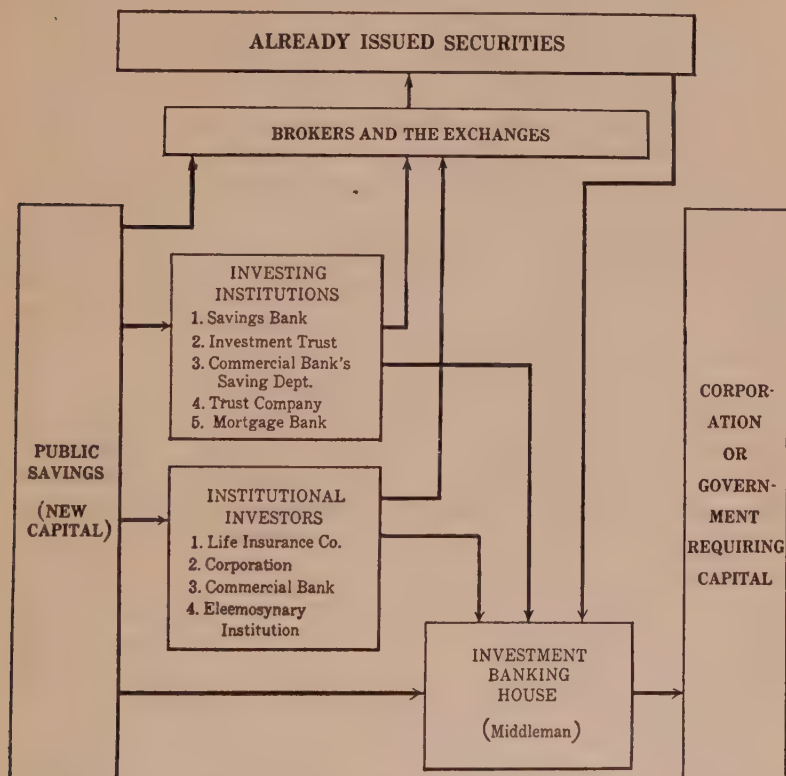 ALREADY ISSUED SECURITIES
BROKERS AND THE EXCHANGES
INVESTING
INSTITUTIONS
1. Savings Bank
2. Investment Trust
3. Commercial Bank's
Saving Dept.
4. Trust Company
5. Mortgage Bank
PUBLIC
SAVINGS
(NEW
CAPITAL)
INSTITUTIONAL
INVESTORS
1. Life Insurance Co.
2. Corporation
3. Commercial Bank
4. Eleemosynary
Institution
INVESTMENT
BANKING
HOUSE
(Middleman)
CORPOR-
ATION
OR
GOVERN-
MENT
REQUIRING
CAPITAL